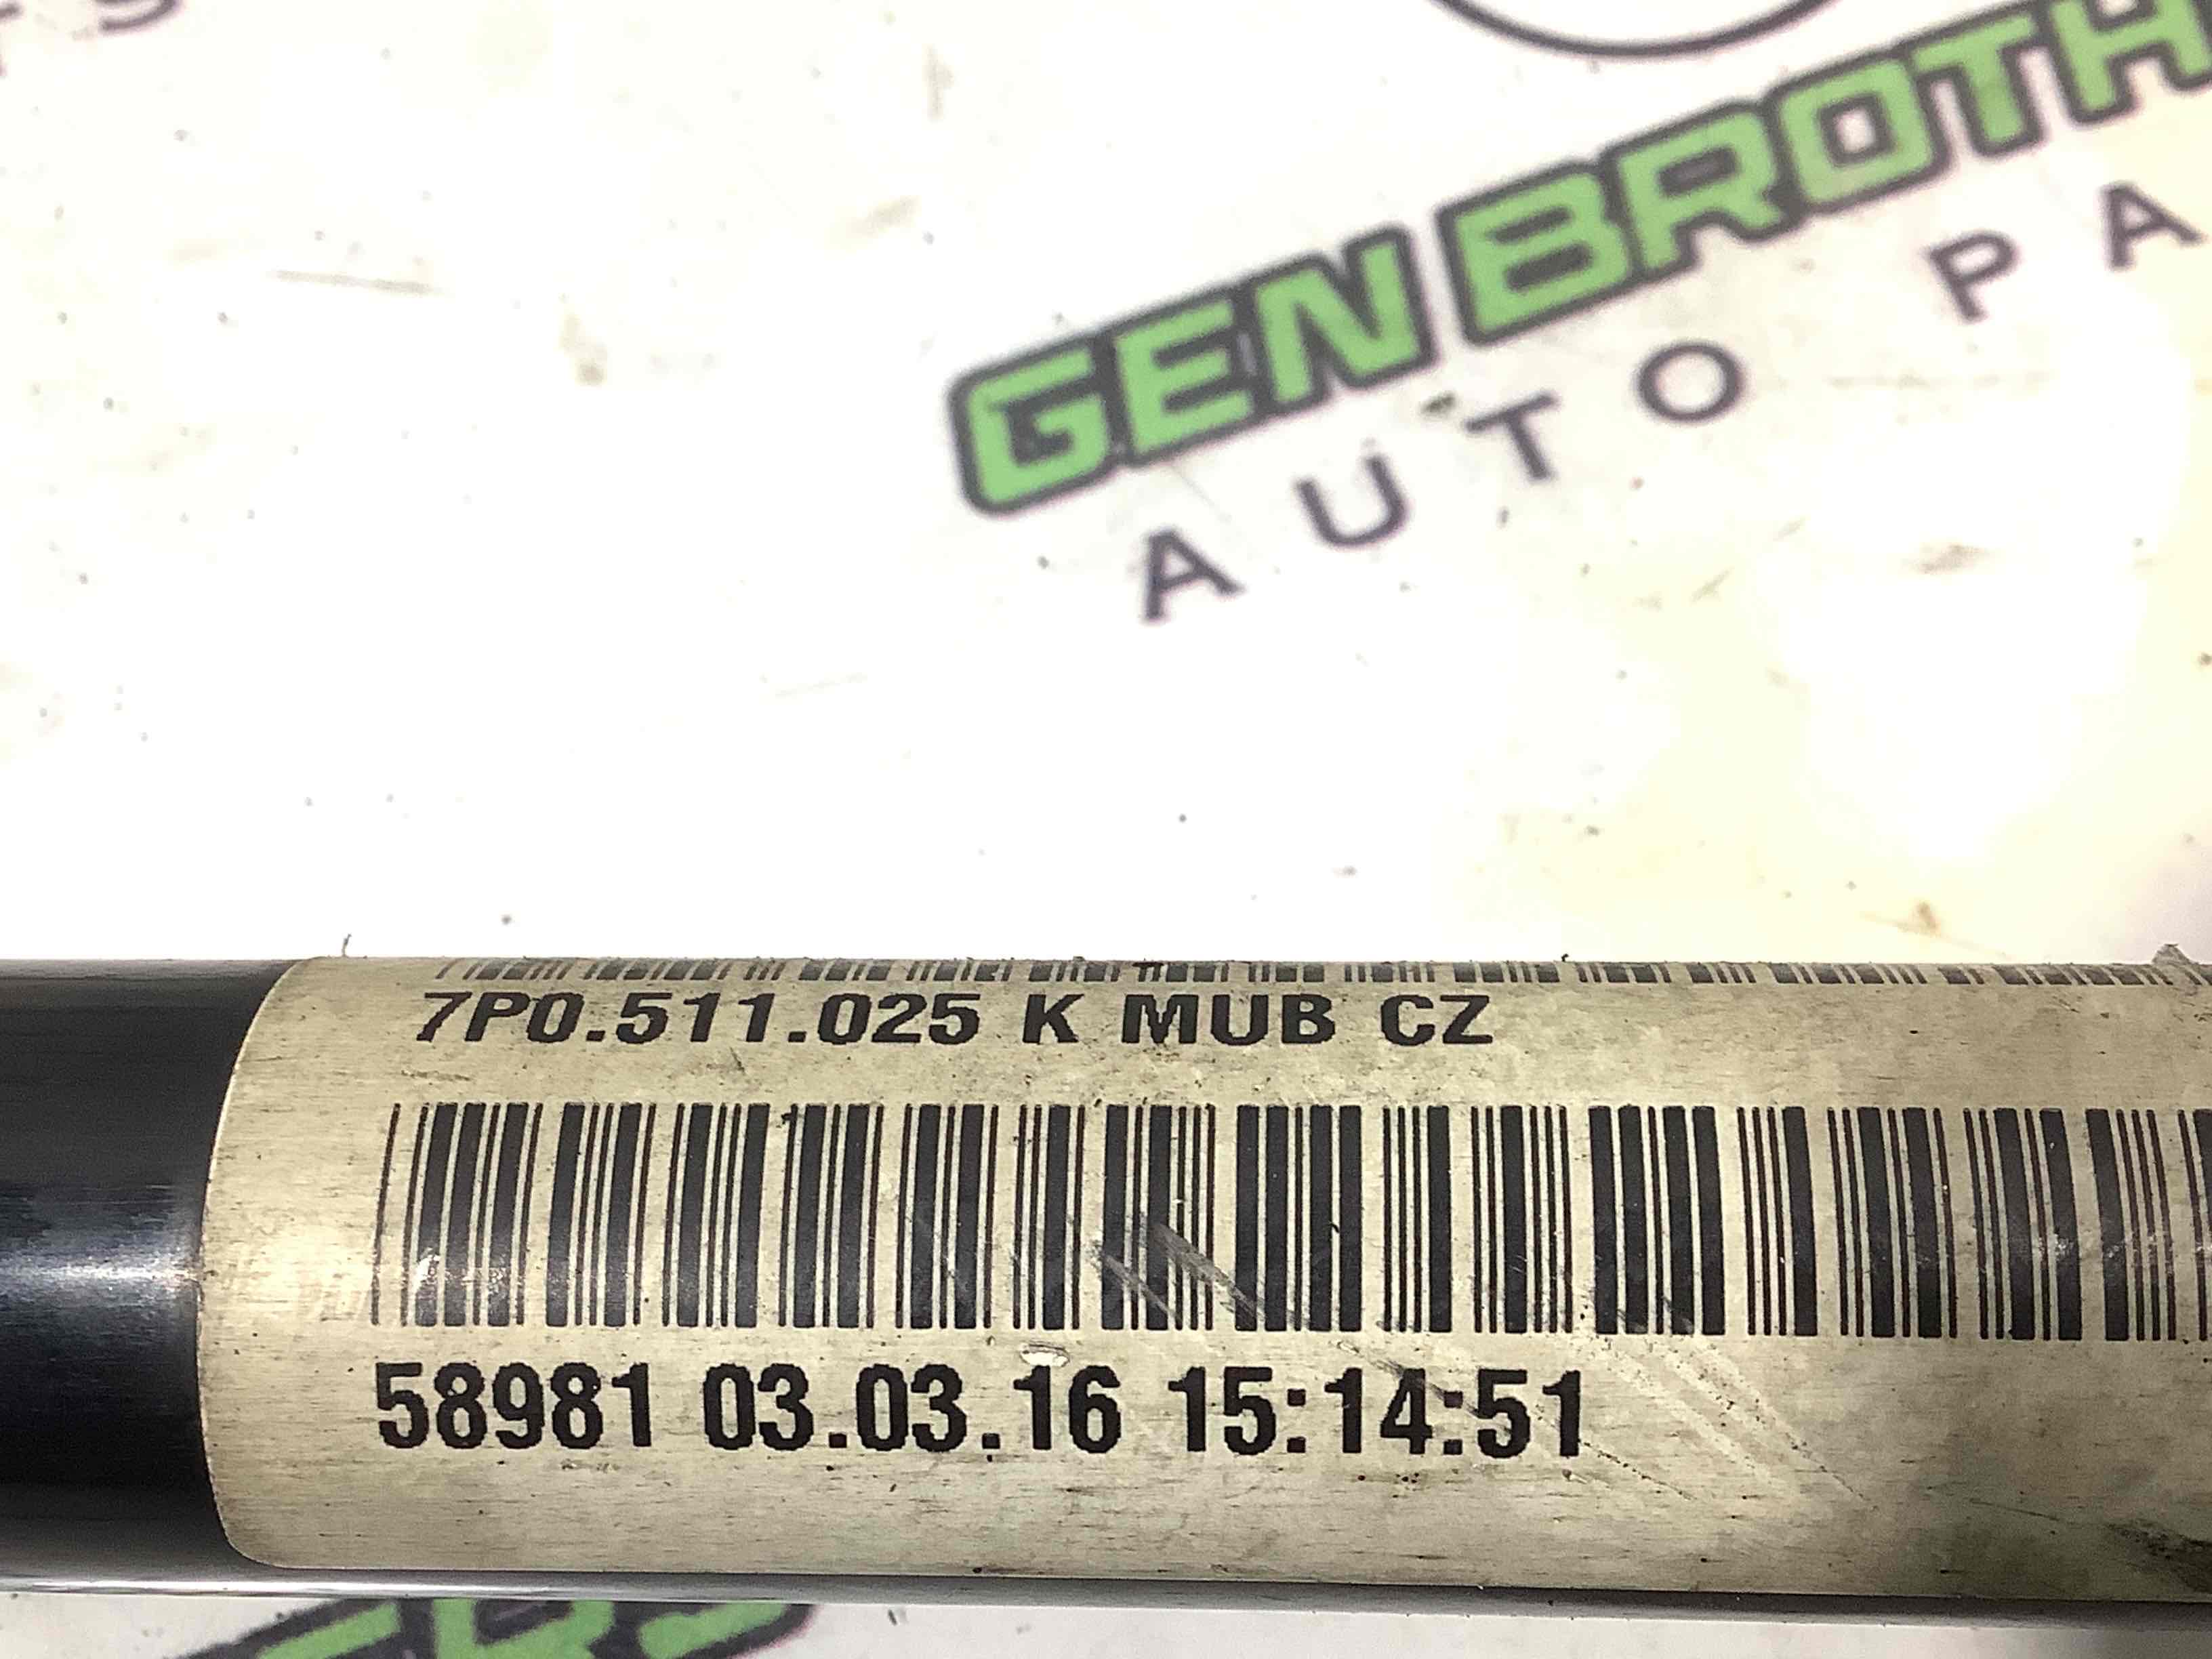 GEN BROTH
AUTO PA
7P0.511.025 K MUB CZ
58981 03.03.16 15:14:51